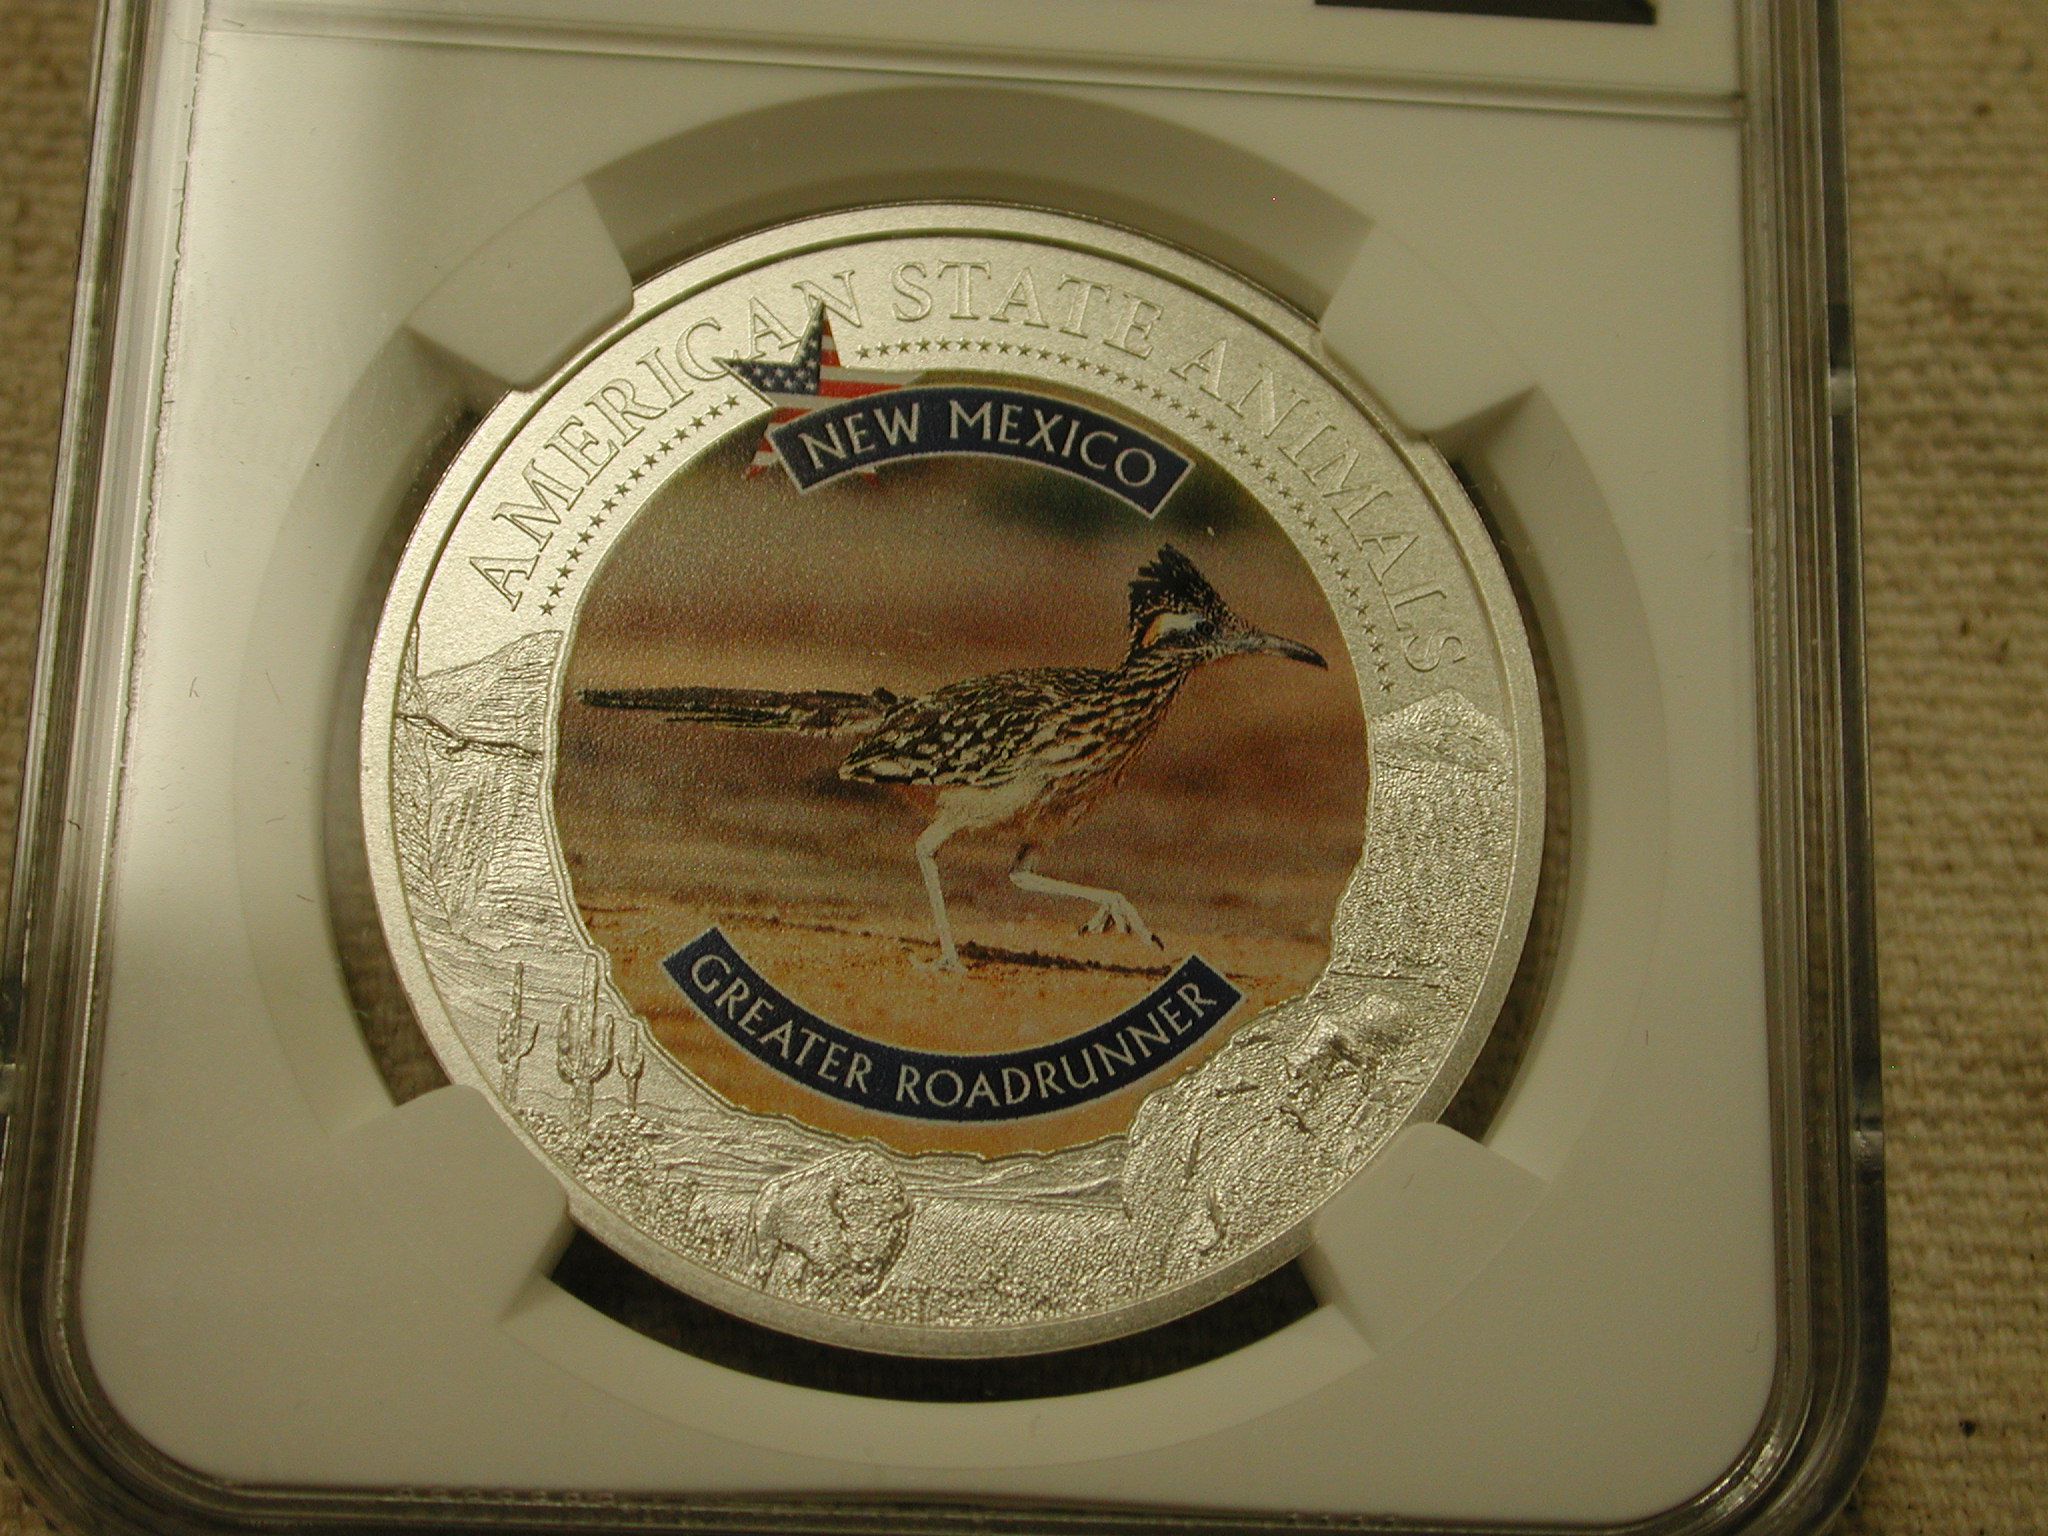 AMERICAN STATE ANIMALS
NEW MEXICO
GREATER ROADRUNNER